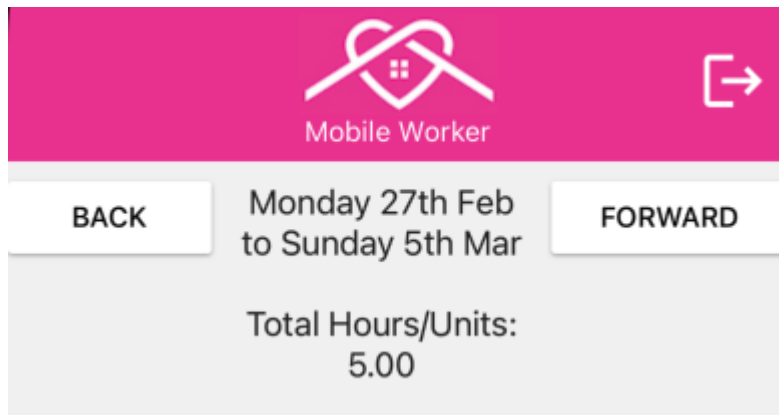 Mobile Worker
BACK
Monday 27th Feb
to Sunday 5th Mar
FORWARD
Total Hours/Units:
5.00